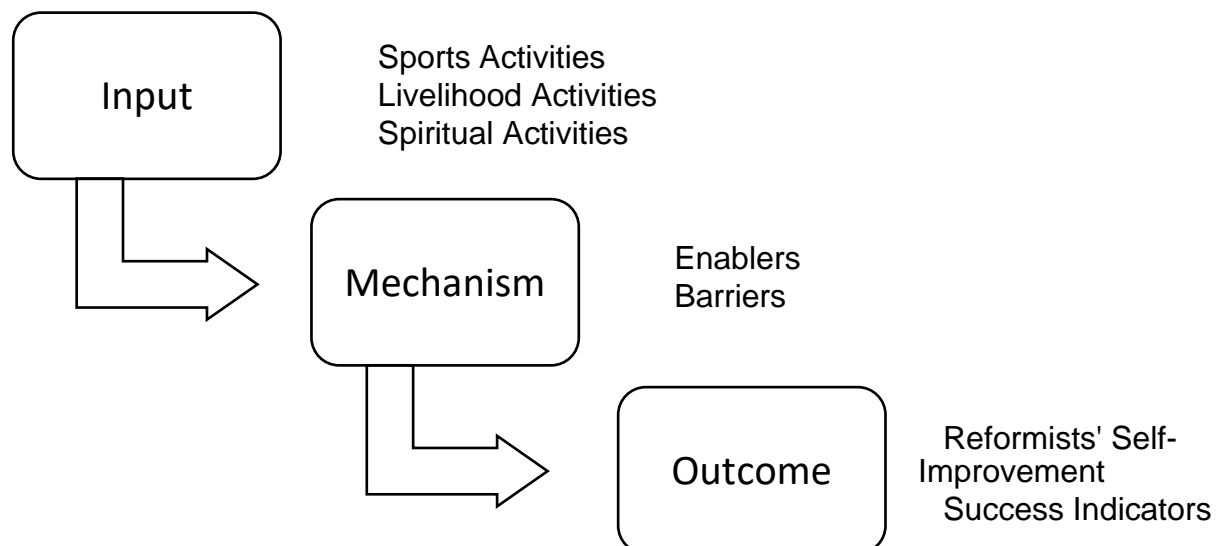 Input
Sports Activities
Livelihood Activities
Spiritual Activities
Mechanism
Enablers
Barriers
Outcome
Reformists' Self-
Improvement
Success Indicators